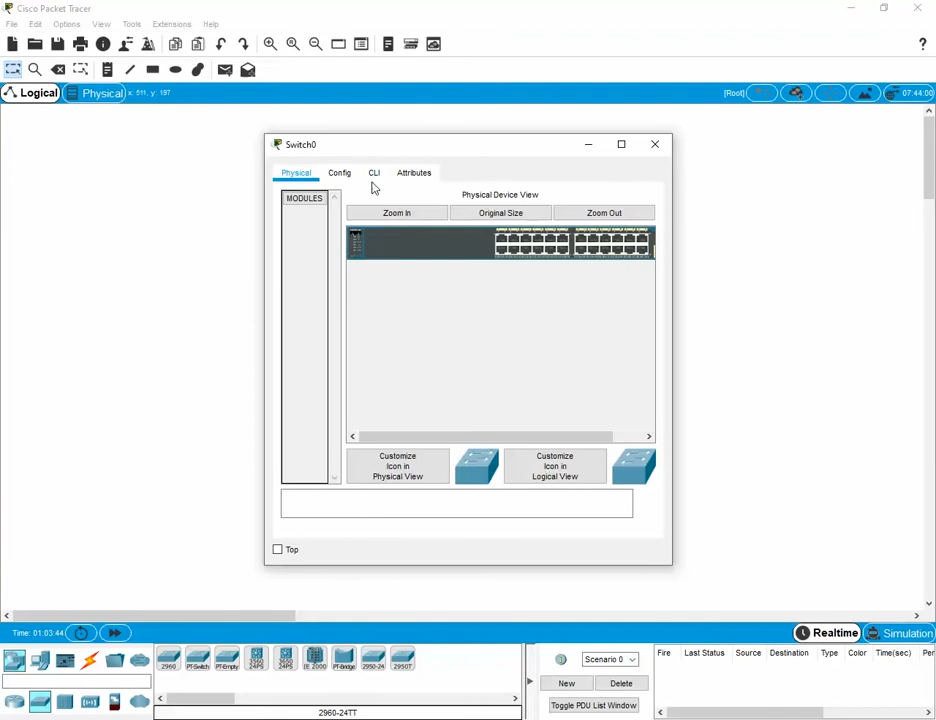 Cisco Packet Tracer
File Edit Options View Tools Extensions Help
Logical Physical x: 511, y: 197 [Root] 07:44:00
Switch0
Physical Config CLI Attributes
MODULES
Physical Device View
Zoom In Original Size Zoom Out
Customize
Icon in
Physical View
Customize
Icon in
Logical View
Top
Time: 01:03:44
Realtime Simulation
2960 PT-Switch PT-Empty 3560 24PS 3650 24PS IE 2000 PT-Bridge 2950-24 2950T
2960-24TT
Scenario 0
New Delete
Toggle PDU List Window
Fire Last Status Source Destination Type Color Time(sec) Peri